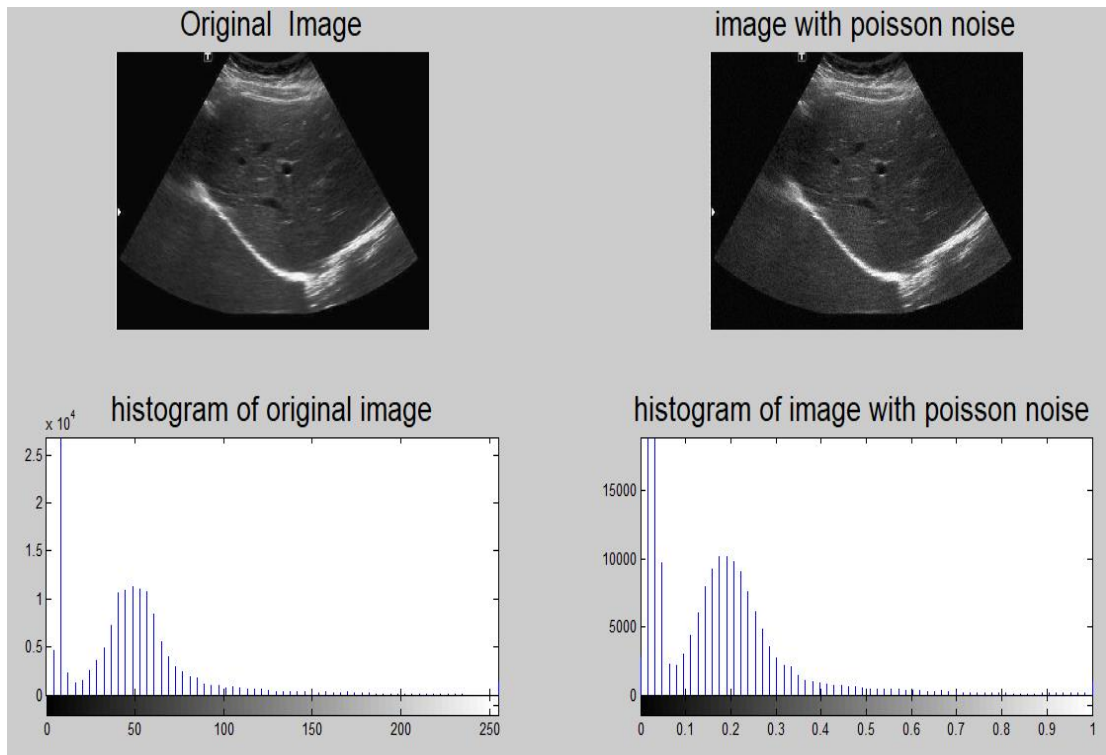 Original Image
image with poisson noise
T
T
histogram of original image
x 10^4
2.5
2
1.5
1
0.5
0
0 50 100 150 200 250
histogram of image with poisson noise
15000
10000
5000
0
0 0.1 0.2 0.3 0.4 0.5 0.6 0.7 0.8 0.9 1